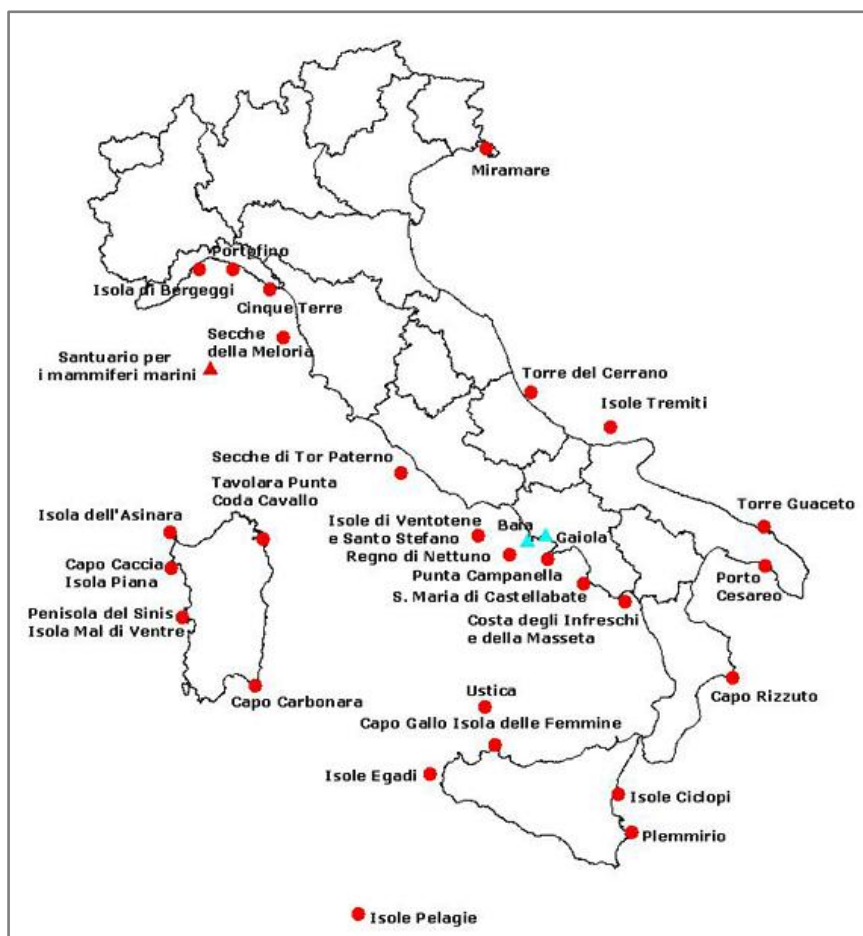 Miramare
Portofino
Isola di Bergeggi
Cinque Terre
Secche
della Meloria
Santuario per
i mammiferi marini
Torre del Cerrano
Isole Tremiti
Secche di Tor Paterno
Tavolara Punta
Coda Cavallo
Isola dell'Asinara
Isole di Ventotene
e Santo Stefano
Baia
Gaiola
Torre Guaceto
Regno di Nettuno
Capo Caccia
Isola Piana
Punta Campanella
Porto
Cesareo
S. Maria di Castellabate
Penisola del Sinis
Isola Mal di Ventre
Costa degli Infreschi
e della Masseta
Capo Carbonara
Capo Rizzuto
Ustica
Capo Gallo Isola delle Femmine
Isole Egadi
Isole Ciclopi
Plemmirio
Isole Pelagie